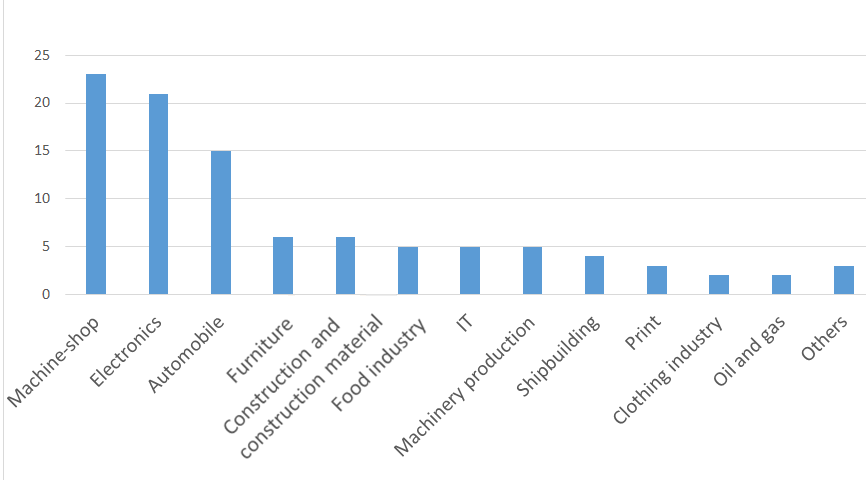 25
20
15
10
5
0
Machine-shop
Electronics
Automobile
Furniture
Construction and
construction material
Food industry
IT
Machinery production
Shipbuilding
Print
Clothing industry
Oil and gas
Others